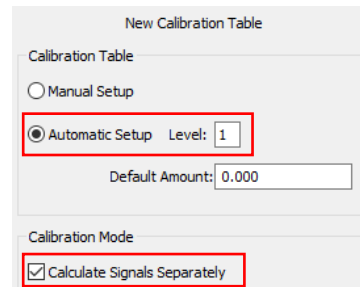 New Calibration Table
Calibration Table
Manual Setup
Automatic Setup Level: 1
Default Amount: 0.000
Calibration Mode
Calculate Signals Separately